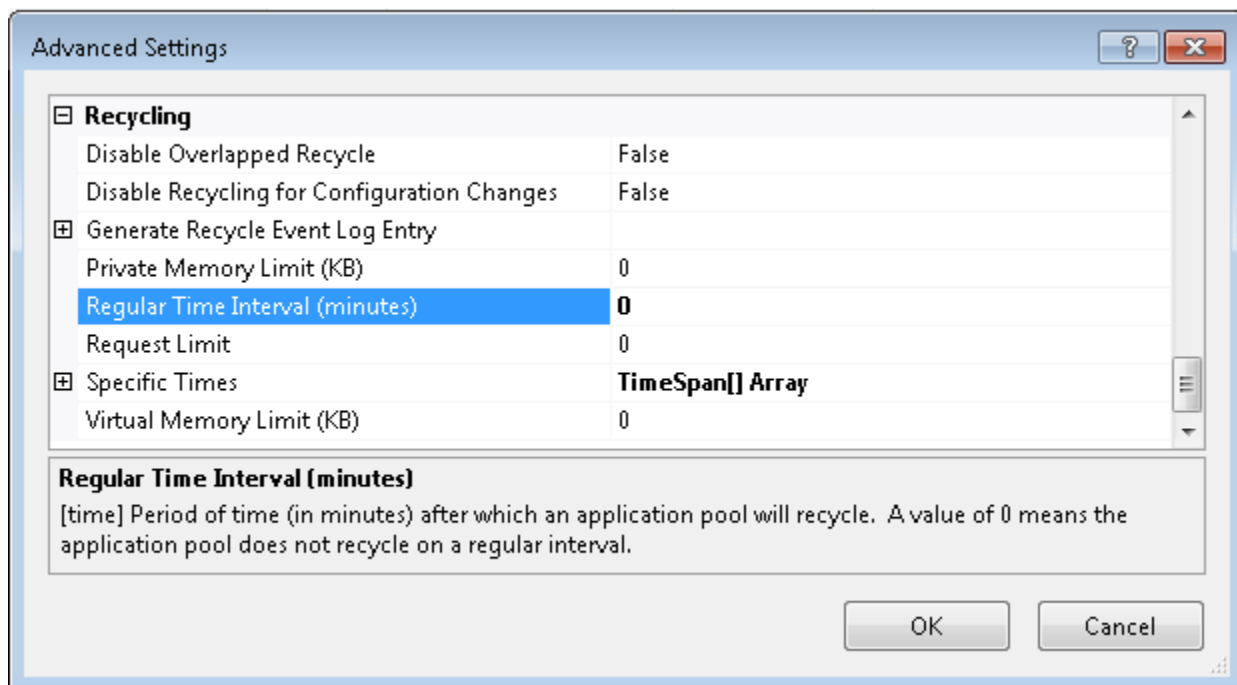 Advanced Settings
Recycling
Disable Overlapped Recycle False
Disable Recycling for Configuration Changes False
Generate Recycle Event Log Entry
Private Memory Limit (KB) 0
Regular Time Interval (minutes) 0
Request Limit 0
Specific Times TimeSpan[] Array
Virtual Memory Limit (KB) 0
Regular Time Interval (minutes)
[time] Period of time (in minutes) after which an application pool will recycle.  A value of 0 means the
application pool does not recycle on a regular interval.
OK Cancel